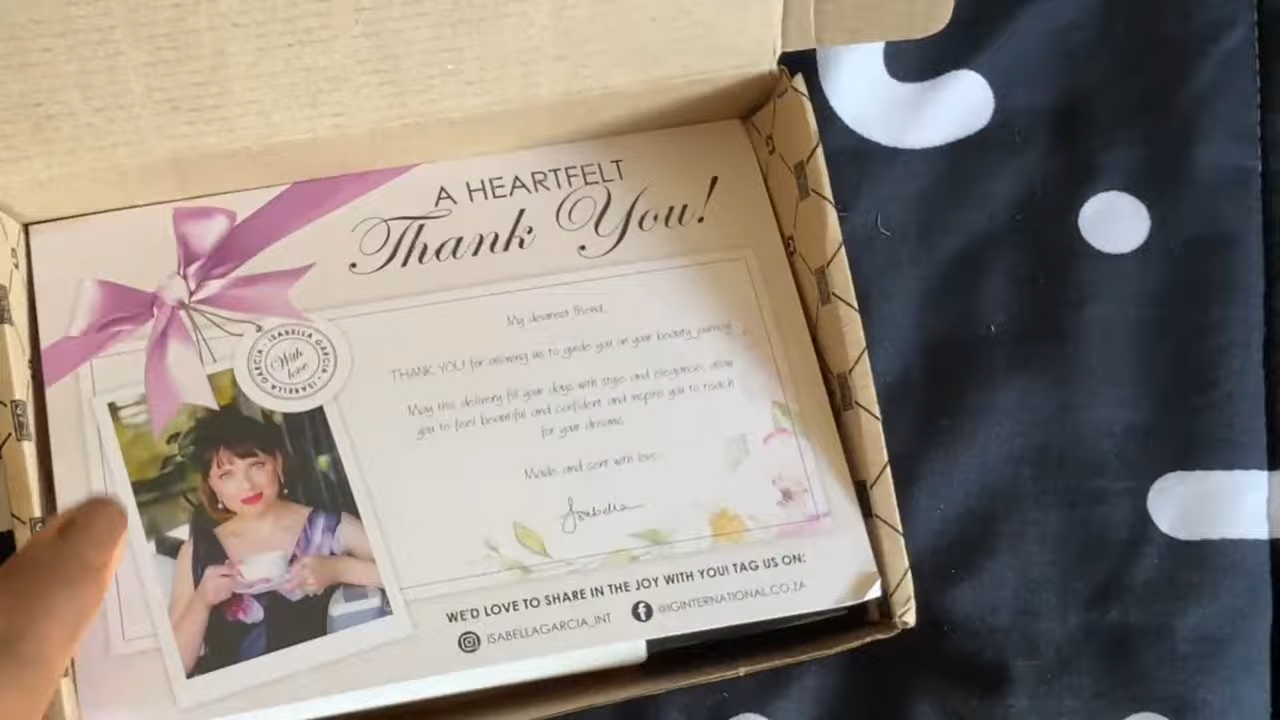 A HEARTFELT
Thank You!
ISABELLA GARCIA • ISABELLA GARCIA •
With love
My dearest friend,
THANK YOU for allowing us to guide you on your beauty journey!
May this delivery fill your days with style and elegance, allow
you to feel beautiful and confident and inspire you to reach
for your dreams.
Made and sent with love
Isabella
WE'D LOVE TO SHARE IN THE JOY WITH YOU! TAG US ON:
ISABELLAGARCIA_INT @IGINTERNATIONAL.CO.ZA